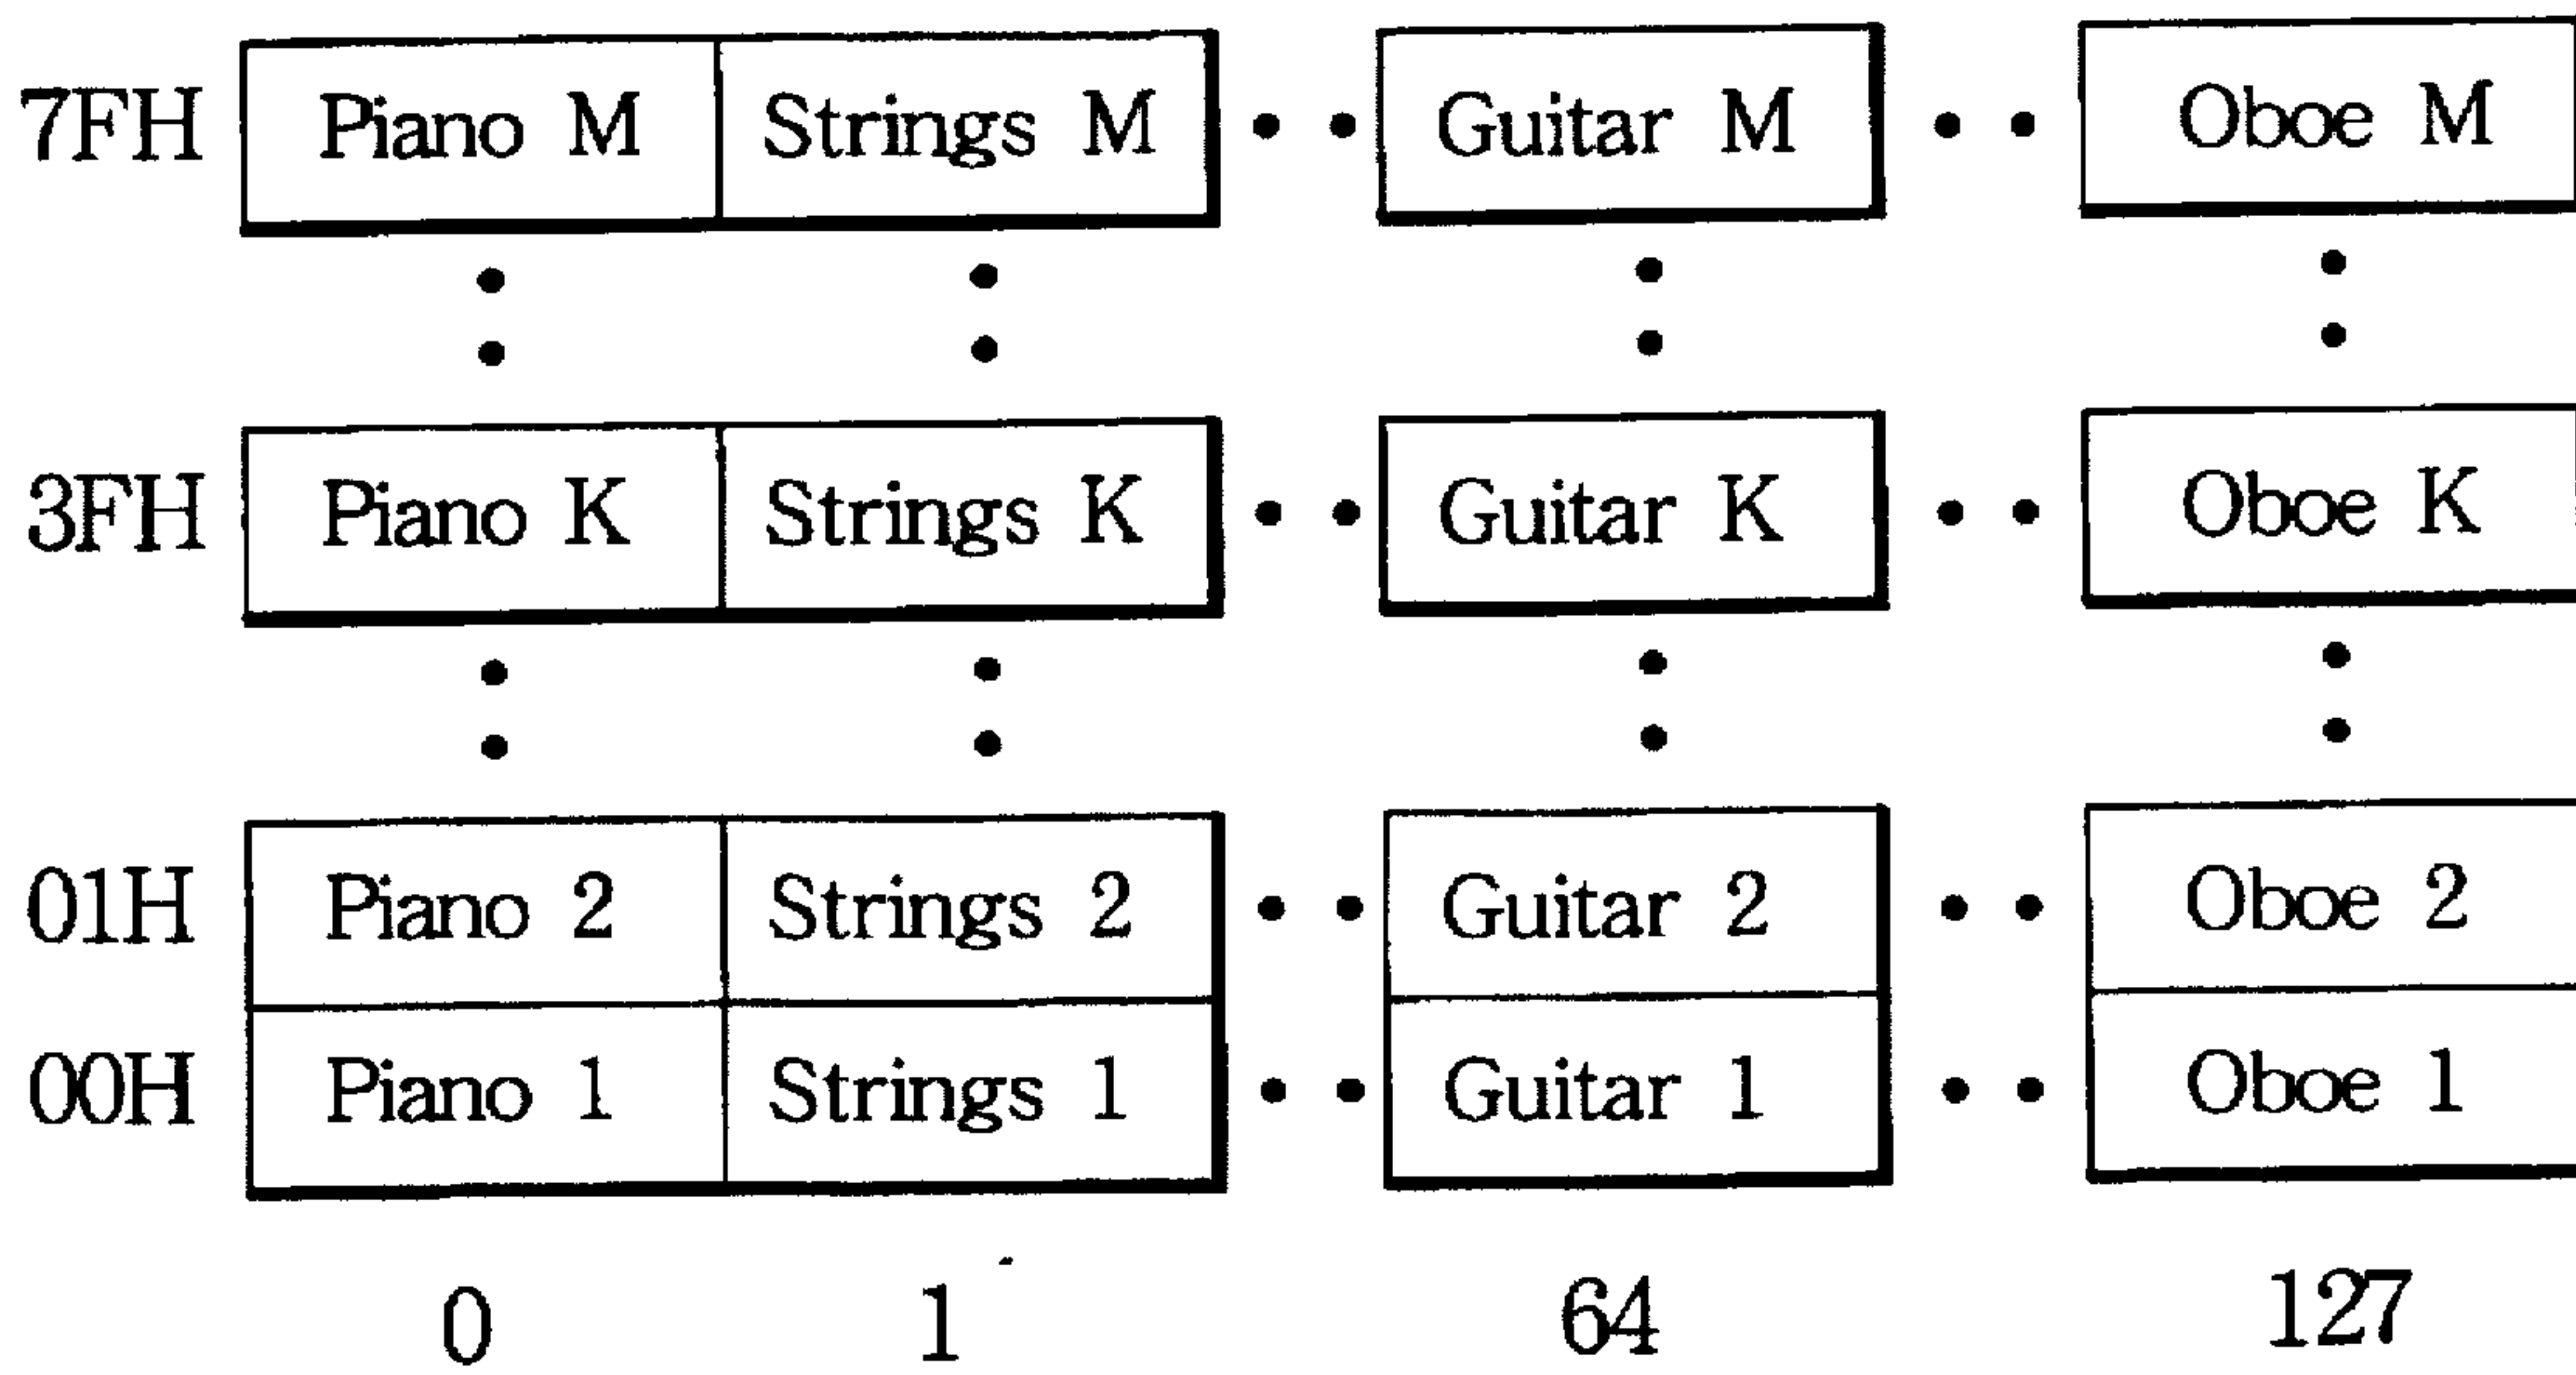 7FH Piano M Strings M Guitar M Oboe M
3FH Piano K Strings K Guitar K Oboe K
01H Piano 2 Strings 2 Guitar 2 Oboe 2
00H Piano 1 Strings 1 Guitar 1 Oboe 1
0 1 64 127